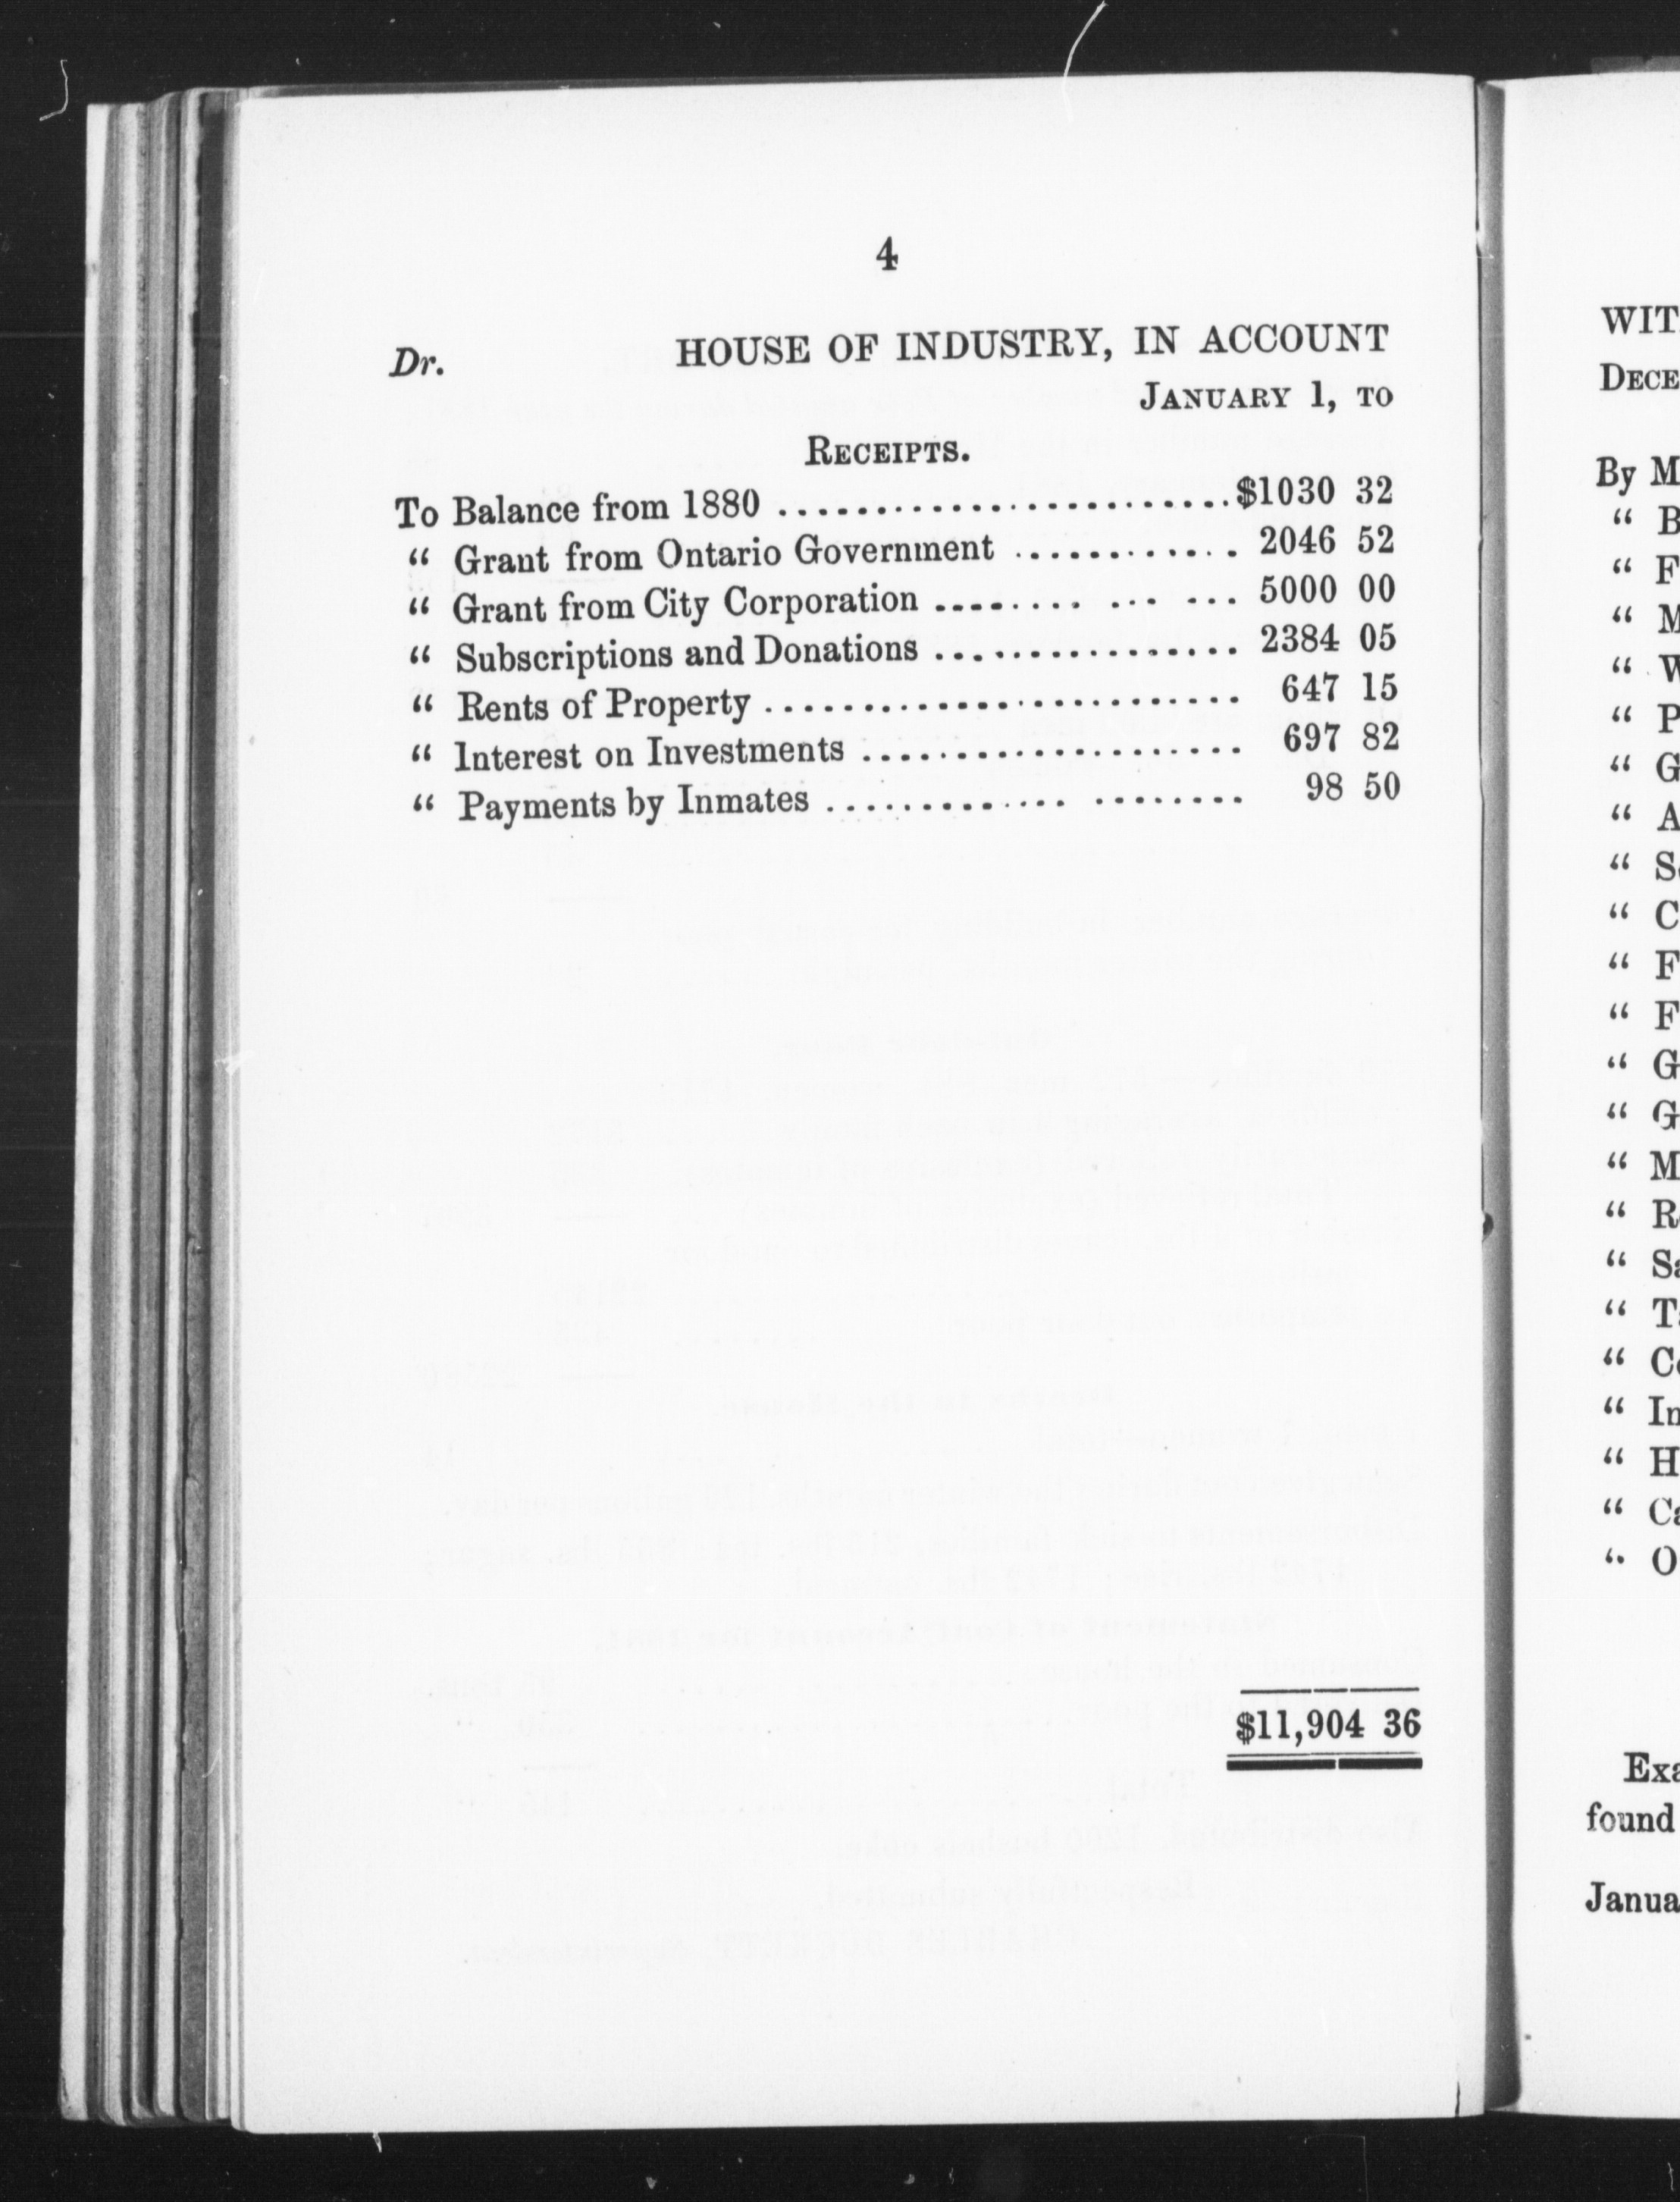 4
Dr. HOUSE OF INDUSTRY, IN ACCOUNT
JANUARY 1, TO
RECEIPTS.
To Balance from 1880 ........................ $1030 32
“ Grant from Ontario Government ............ 2046 52
“ Grant from City Corporation ........ ... ... 5000 00
“ Subscriptions and Donations ................ 2384 05
“ Rents of Property ......................... 647 15
“ Interest on Investments .................... 697 82
“ Payments by Inmates ............. ........ 98 50
$11,904 36
WIT
DECE
By M
“ B
“ F
“ M
“ W
“ P
“ G
“ A
“ S
“ C
“ F
“ F
“ G
“ G
“ M
“ R
“ Sa
“ T
“ Co
“ In
“ H
“ Ca
“ O
Exa
found
Janua